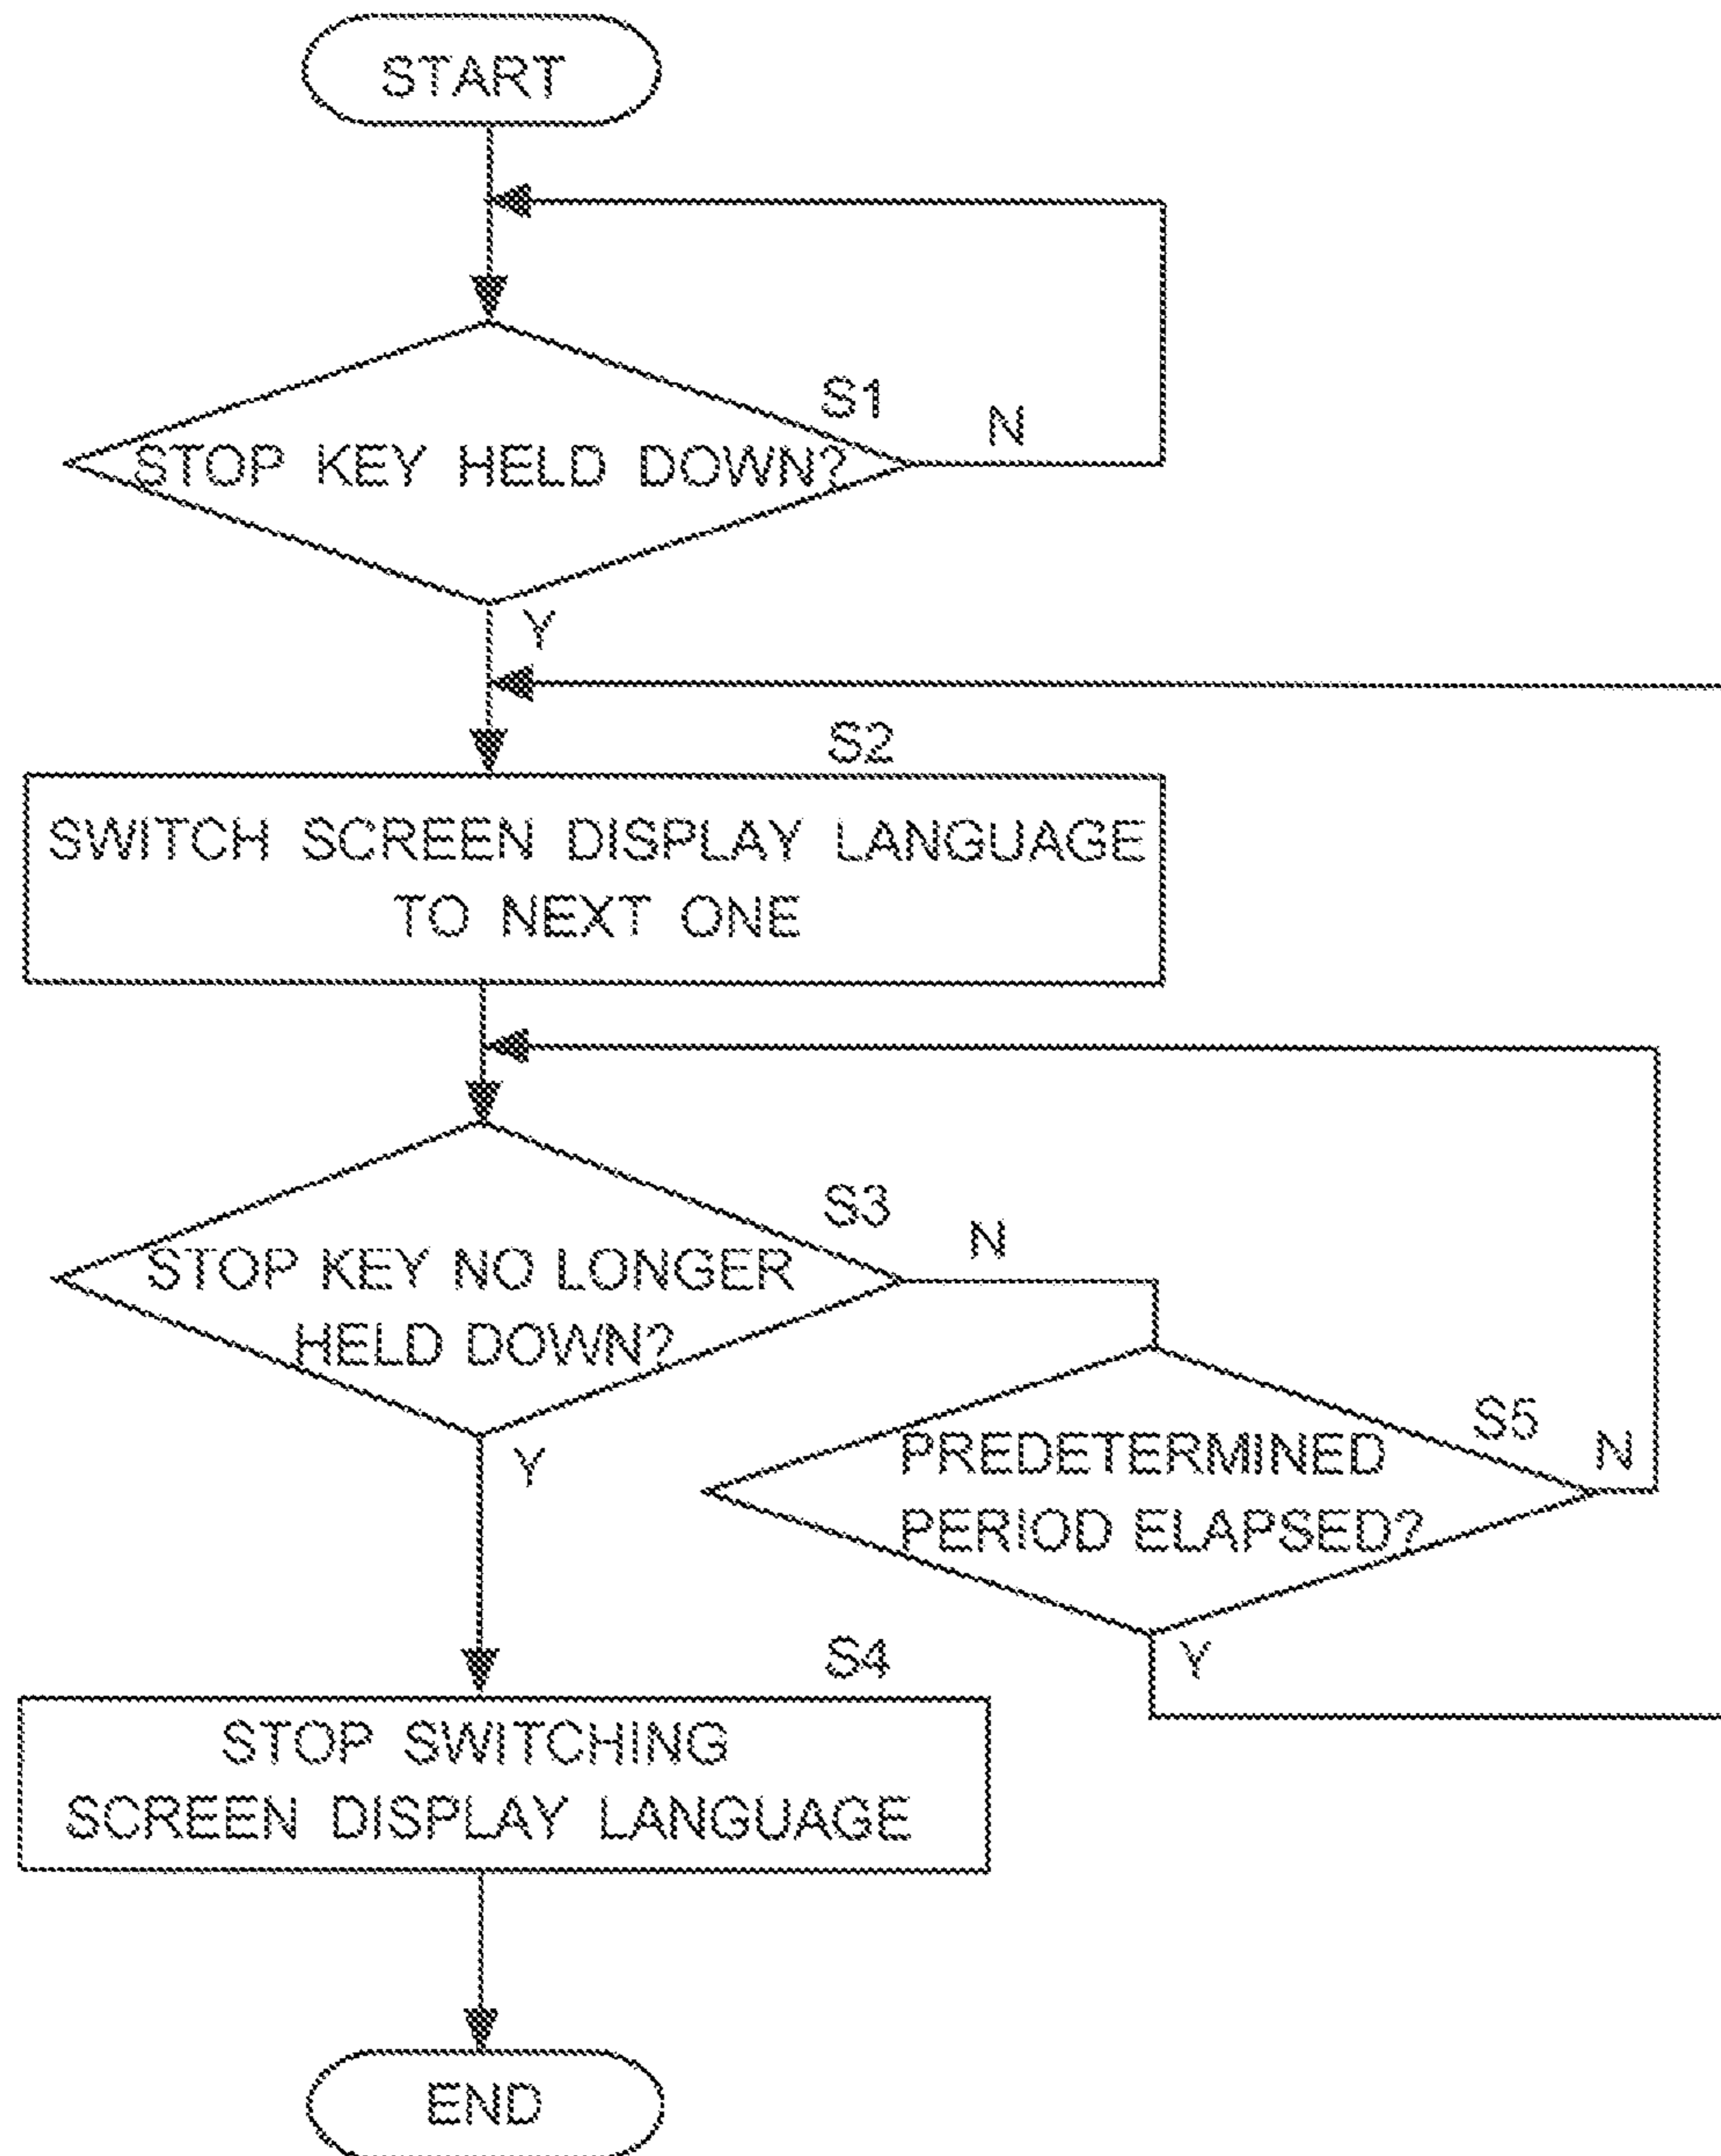 START
S1
STOP KEY HELD DOWN?
N
Y
S2
SWITCH SCREEN DISPLAY LANGUAGE
TO NEXT ONE
S3
N
STOP KEY NO LONGER
HELD DOWN?
S5
PREDETERMINED
N
Y
PERIOD ELAPSED?
S4
Y
STOP SWITCHING
SCREEN DISPLAY LANGUAGE
END